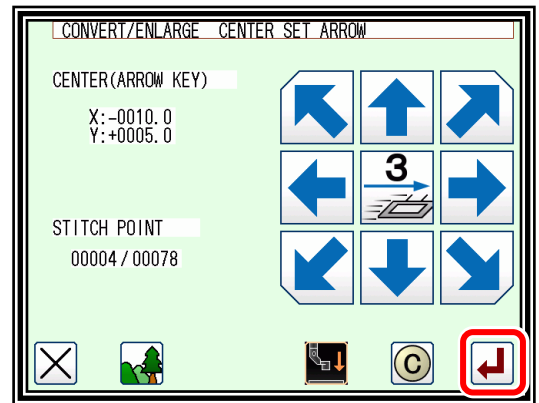 CONVERT/ENLARGE CENTER SET ARROW
CENTER(ARROW KEY)
X:-0010.0
Y:+0005.0
3
STITCH POINT
00004/00078
C